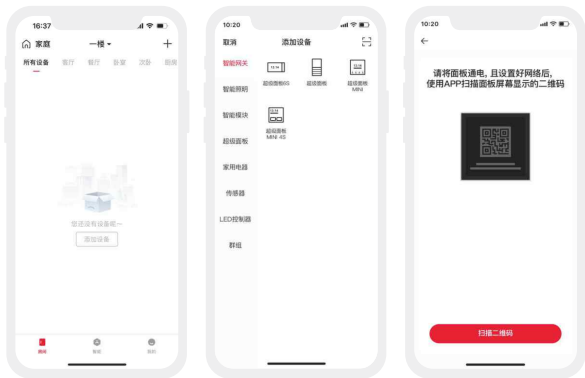 16:37
家庭
一楼
所有设备
客厅
餐厅
卧室
次卧
您还没有设备呢～
添加设备
智能
我的
10:20
取消
添加设备
智能网关
智能照明
智能模块
超级面板
家用电器
传感器
LED控制器
群组
超级面板6S
超级面板
超级面板
MINI
超级面板
MINI 4S
10:20
请将面板通电，且设置好网络后，
使用APP扫描面板屏幕显示的二维码
扫描二维码